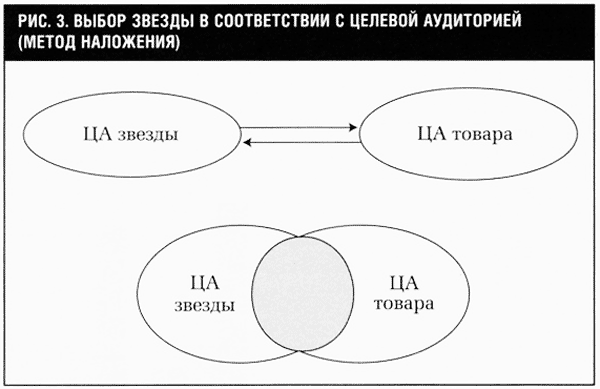 РИС. 3. ВЫБОР ЗВЕЗДЫ В СООТВЕТСТВИИ С ЦЕЛЕВОЙ АУДИТОРИЕЙ
(МЕТОД НАЛОЖЕНИЯ)
ЦА звезды
ЦА товара
ЦА
звезды
ЦА
товара